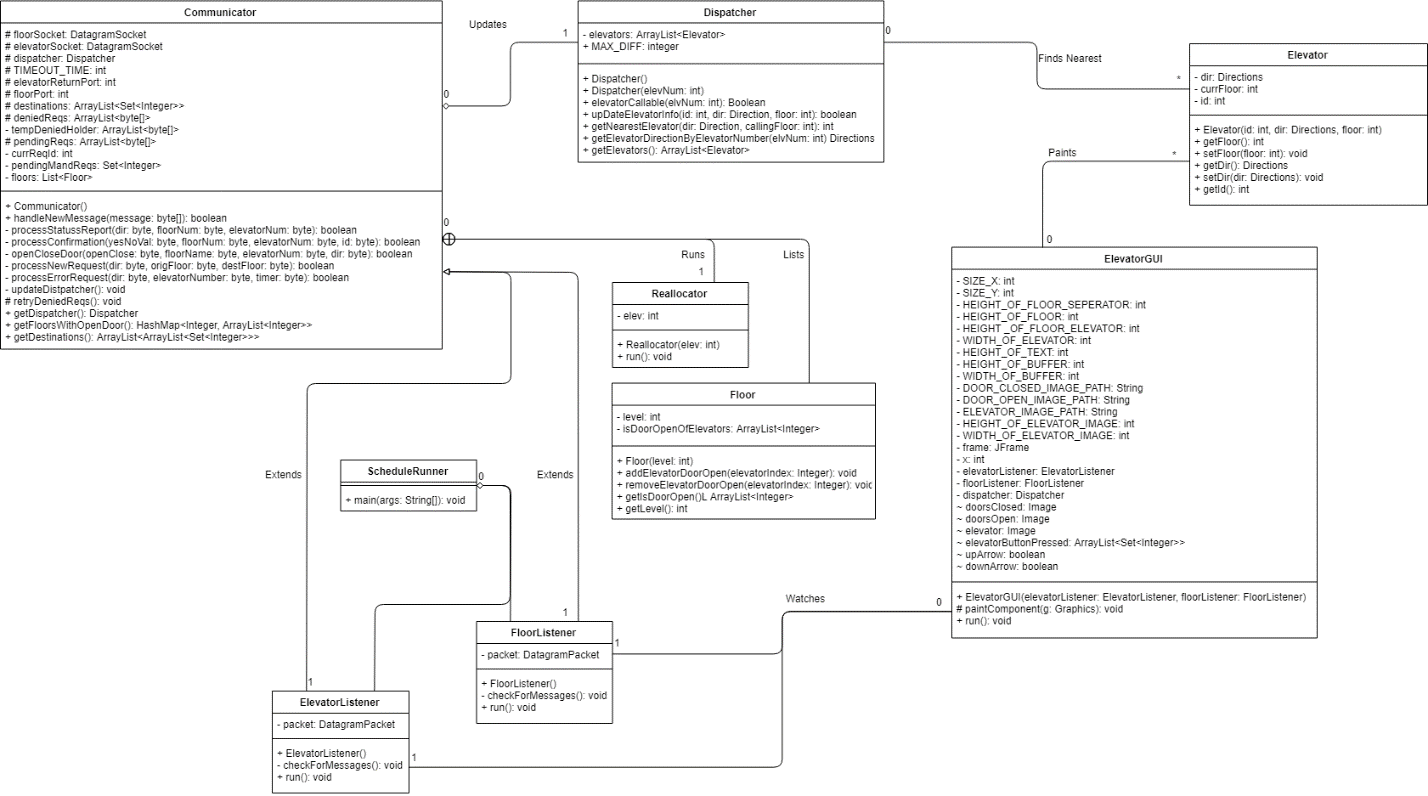 Communicator
# floorSocket: DatagramSocket
# elevatorSocket: DatagramSocket
# dispatcher: Dispatcher
# TIMEOUT_TIME: int
# elevatorReturnPort: int
# floorPort: int
# destinations: ArrayList<Set<Integer>>
# deniedReqs: ArrayList<byte[]>
- tempDeniedHolder: ArrayList<byte[]>
# pendingReqs: ArrayList<byte[]>
- currReqId: int
- pendingMandReqs: Set<Integer>
- floors: List<Floor>
+ Communicator()
+ handleNewMessage(message: byte[]): boolean
- processStatussReport(dir: byte, floorNum: byte, elevatorNum: byte): boolean
- processConfirmation(yesNoVal: byte, floorNum: byte, elevatorNum: byte, id: byte): boolean
- openCloseDoor(openClose: byte, floorName: byte, elevatorNum: byte, dir: byte): boolean
- processNewRequest(dir: byte, origFloor: byte, destFloor: byte): boolean
- processErrorRequest(dir: byte, elevatorNumber: byte, timer: byte): boolean
- updateDistpatcher(): void
# retryDeniedReqs(): void
+ getDispatcher(): Dispatcher
+ getFloorsWithOpenDoor(): HashMap<Integer, ArrayList<Integer>>
+ getDestinations(): ArrayList<ArrayList<Set<Integer>>>
Updates
1
0
Dispatcher
- elevators: ArrayList<Elevator>
+ MAX_DIFF: integer
+ Dispatcher()
+ Dispatcher(elevNum: int)
+ elevatorCallable(elvNum: int): Boolean
+ upDateElevatorInfo(id: int, dir: Direction, floor: int): boolean
+ getNearestElevator(dir: Direction, callingFloor: int): int
+ getElevatorDirectionByElevatorNumber(elvNum: int) Directions
+ getElevators(): ArrayList<Elevator>
0
Finds Nearest
*
Elevator
- dir: Directions
- currFloor: int
- id: int
+ Elevator(id: int, dir: Directions, floor: int)
+ getFloor(): int
+ setFloor(floor: int): void
+ getDir(): Directions
+ setDir(dir: Directions): void
+ getId(): int
Paints
*
0
0
Runs
1
Lists
Reallocator
- elev: int
+ Reallocator(elev: int)
+ run(): void
Floor
- level: int
- isDoorOpenOfElevators: ArrayList<Integer>
+ Floor(level: int)
+ addElevatorDoorOpen(elevatorIndex: Integer): void
+ removeElevatorDoorOpen(elevatorIndex: Integer): void
+ getIsDoorOpen()L ArrayList<Integer>
+ getLevel(): int
ElevatorGUI
- SIZE_X: int
- SIZE_Y: int
- HEIGHT_OF_FLOOR_SEPERATOR: int
- HEIGHT_OF_FLOOR: int
- HEIGHT _OF_FLOOR_ELEVATOR: int
- WIDTH_OF_ELEVATOR: int
- HEIGHT_OF_TEXT: int
- HEIGHT_OF_BUFFER: int
- WIDTH_OF_BUFFER: int
- DOOR_CLOSED_IMAGE_PATH: String
- DOOR_OPEN_IMAGE_PATH: String
- ELEVATOR_IMAGE_PATH: String
- HEIGHT_OF_ELEVATOR_IMAGE: int
- WIDTH_OF_ELEVATOR_IMAGE: int
- frame: JFrame
- x: int
- elevatorListener: ElevatorListener
- floorListener: FloorListener
- dispatcher: Dispatcher
~ doorsClosed: Image
~ doorsOpen: Image
~ elevator: Image
~ elevatorButtonPressed: ArrayList<Set<Integer>>
~ upArrow: boolean
~ downArrow: boolean
+ ElevatorGUI(elevatorListener: ElevatorListener, floorListener: FloorListener)
# paintComponent(g: Graphics): void
+ run(): void
Extends
ScheduleRunner
+ main(args: String[]): void
0
Extends
Watches
0
1
FloorListener
- packet: DatagramPacket
+ FloorListener()
- checkForMessages(): void
+ run(): void
1
1
ElevatorListener
- packet: DatagramPacket
+ ElevatorListener()
- checkForMessages(): void
+ run(): void
1